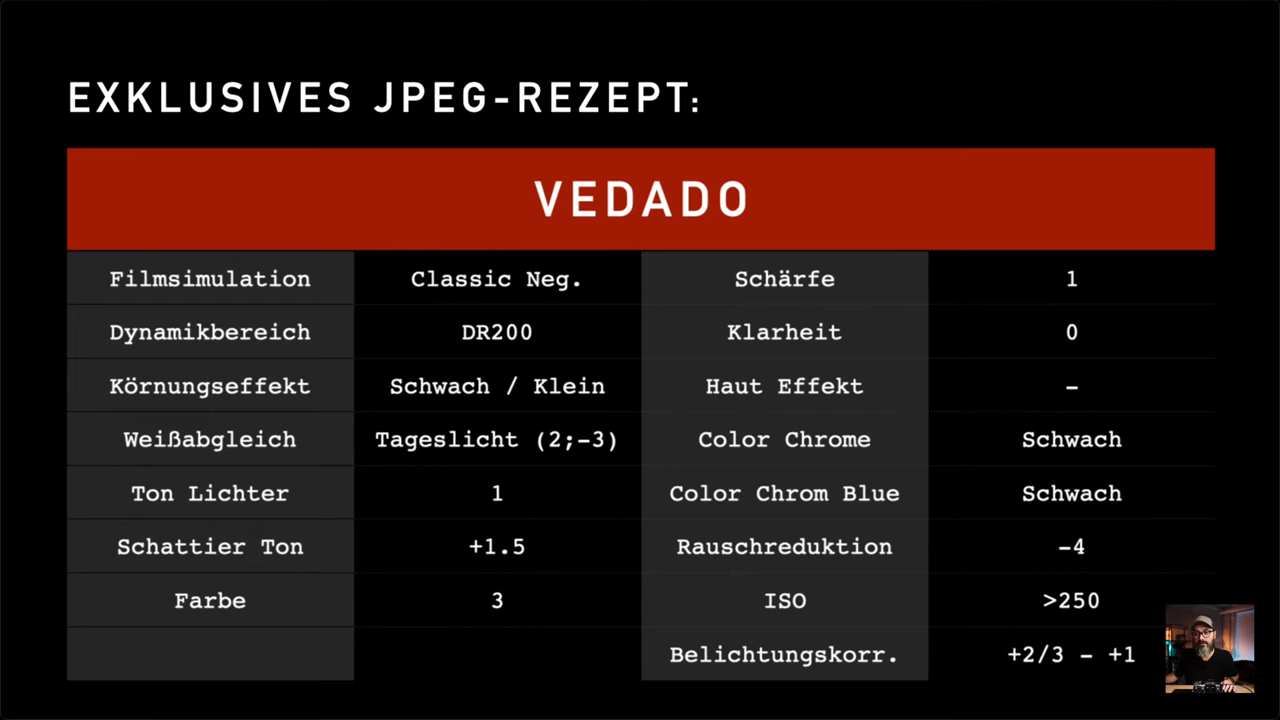 EXKLUSIVES JPEG-REZEPT:
VEDADO
Filmsimulation Classic Neg. Schärfe 1
Dynamikbereich DR200 Klarheit 0
Körnungseffekt Schwach / Klein Haut Effekt -
Weißabgleich Tageslicht (2;-3) Color Chrome Schwach
Ton Lichter 1 Color Chrom Blue Schwach
Schattier Ton +1.5 Rauschreduktion -4
Farbe 3 ISO >250
Belichtungskorr. +2/3 - +1